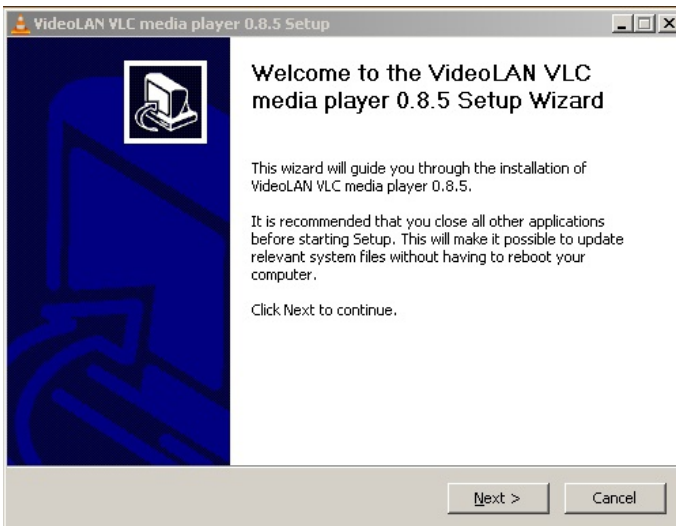 VideoLAN VLC media player 0.8.5 Setup
Welcome to the VideoLAN VLC
media player 0.8.5 Setup Wizard
This wizard will guide you through the installation of
VideoLAN VLC media player 0.8.5.
It is recommended that you close all other applications
before starting Setup. This will make it possible to update
relevant system files without having to reboot your
computer.
Click Next to continue.
Next >
Cancel